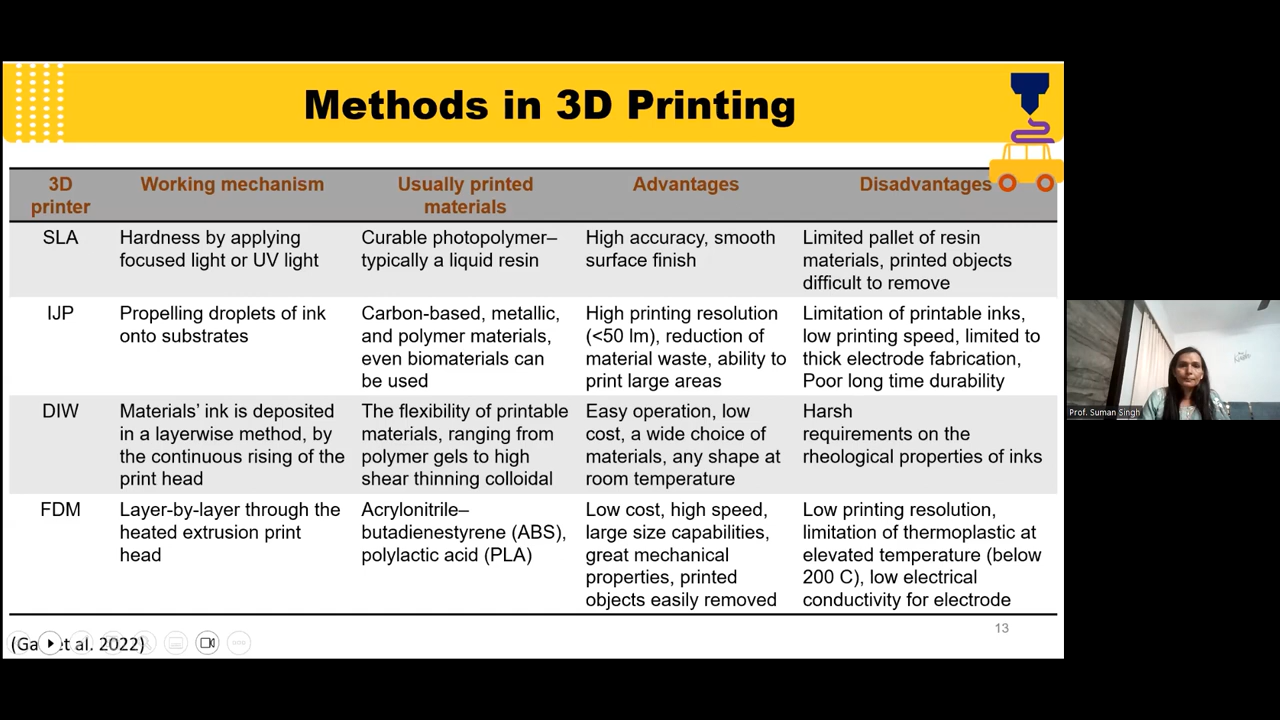 Methods in 3D Printing
3D
printer
Working mechanism
Usually printed
materials
Advantages
Disadvantages
SLA
Hardness by applying
focused light or UV light
Curable photopolymer–
typically a liquid resin
High accuracy, smooth
surface finish
Limited pallet of resin
materials, printed objects
difficult to remove
IJP
Propelling droplets of ink
onto substrates
Carbon-based, metallic,
and polymer materials,
even biomaterials can
be used
High printing resolution
(<50 lm), reduction of
material waste, ability to
print large areas
Limitation of printable inks,
low printing speed, limited to
thick electrode fabrication,
Poor long time durability
DIW
Materials’ ink is deposited
in a layerwise method, by
the continuous rising of the
print head
The flexibility of printable
materials, ranging from
polymer gels to high
shear thinning colloidal
Easy operation, low
cost, a wide choice of
materials, any shape at
room temperature
Harsh
requirements on the
rheological properties of inks
FDM
Layer-by-layer through the
heated extrusion print
head
Acrylonitrile–
butadienestyrene (ABS),
polylactic acid (PLA)
Low cost, high speed,
large size capabilities,
great mechanical
properties, printed
objects easily removed
Low printing resolution,
limitation of thermoplastic at
elevated temperature (below
200 C), low electrical
conductivity for electrode
13
et al. 2022)
Prof. Suman Singh